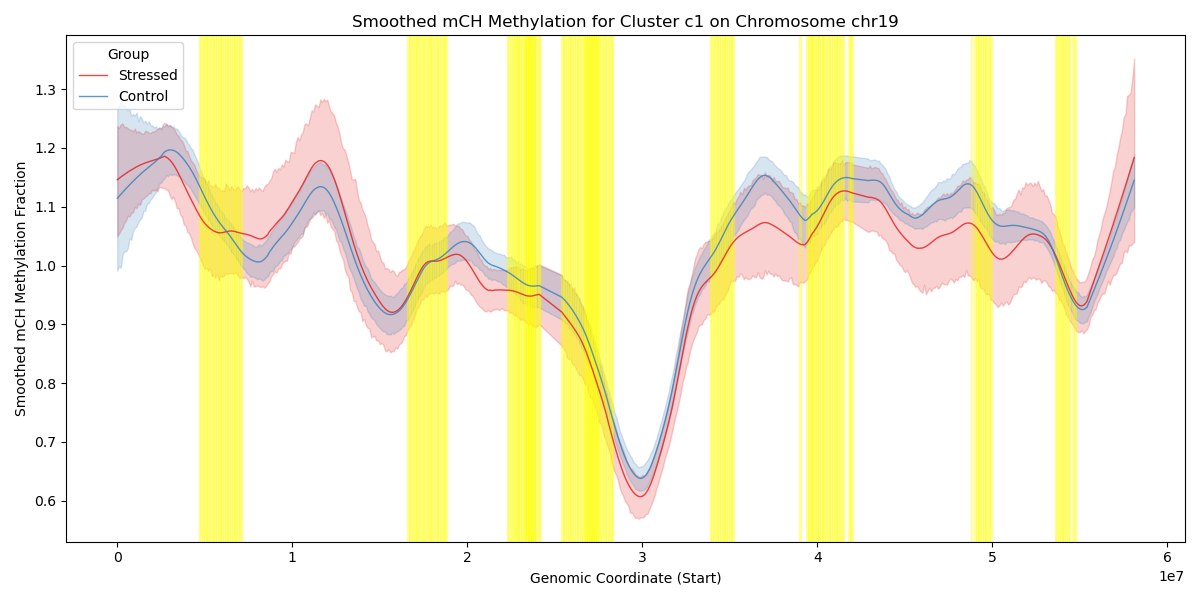 Smoothed mCH Methylation for Cluster c1 on Chromosome chr19
Group
Stressed
Control
Smoothed mCH Methylation Fraction
1.3
1.2
1.1
1.0
0.9
0.8
0.7
0.6
0 1 2 3 4 5 6
1e7
Genomic Coordinate (Start)